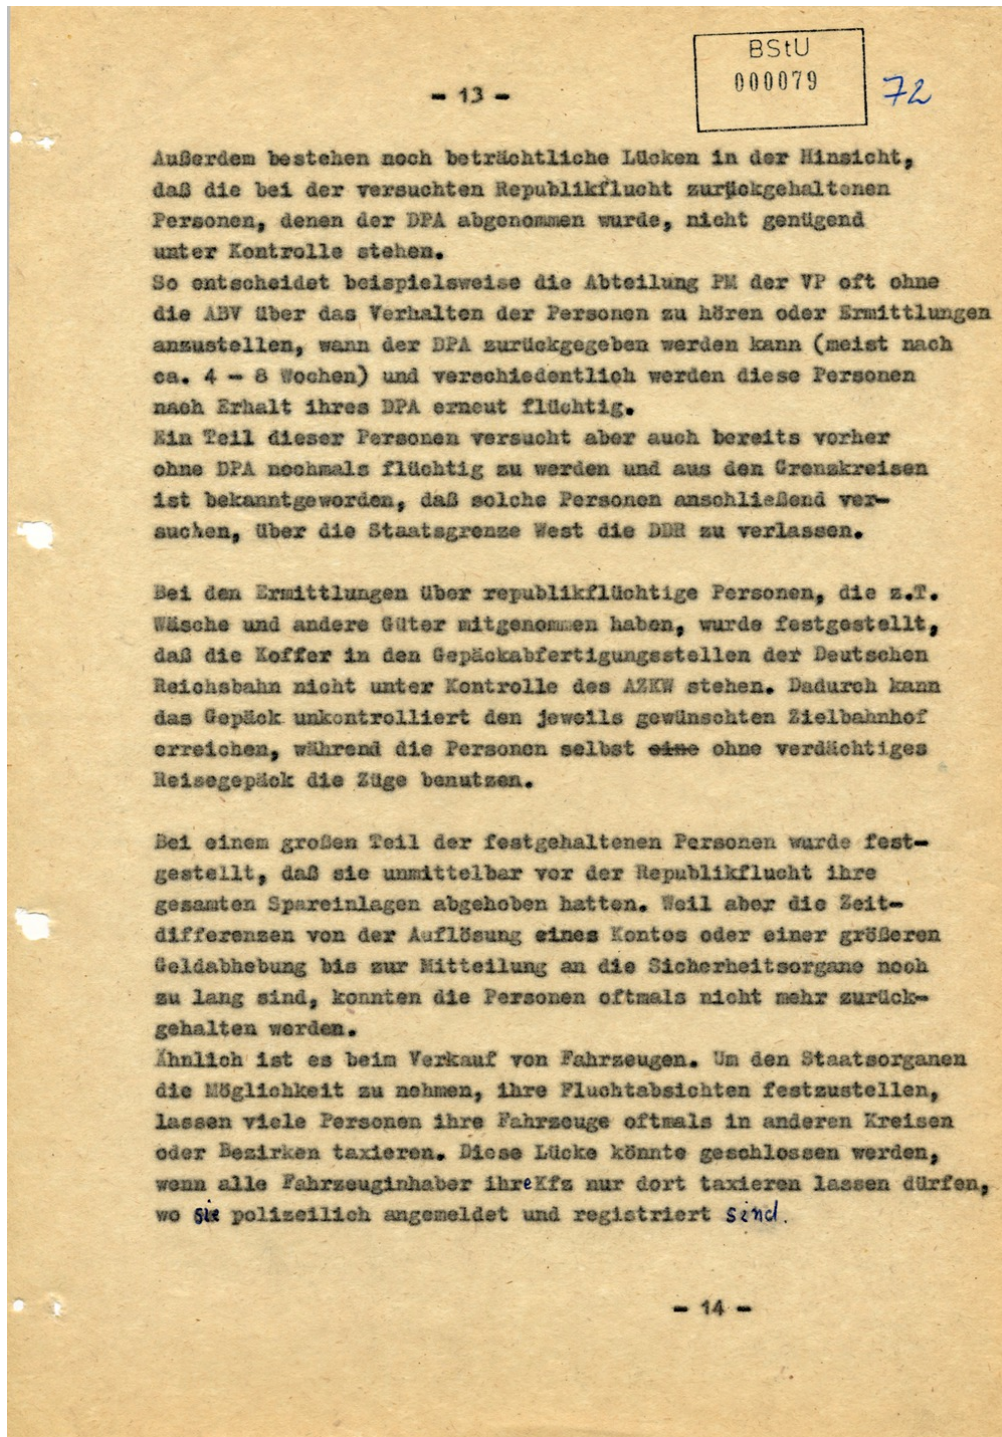 BStU
000079
72
- 13 -
Außerdem bestehen noch beträchtliche Lücken in der Hinsicht,
daß die bei der versuchten Republikflucht zurückgehaltenen
Personen, denen der DPA abgenommen wurde, nicht genügend
unter Kontrolle stehen.
So entscheidet beispielsweise die Abteilung PM der VP oft ohne
die ABV über das Verhalten der Personen zu hören oder Ermittlungen
anzustellen, wann der DPA zurückgegeben werden kann (meist nach
ca. 4 - 8 Wochen) und verschiedentlich werden diese Personen
nach Erhalt ihres DPA erneut flüchtig.
Ein Teil dieser Personen versucht aber auch bereits vorher
ohne DPA nochmals flüchtig zu werden und aus den Grenzkreisen
ist bekanntgeworden, daß solche Personen anschließend ver-
suchen, über die Staatsgrenze West die DDR zu verlassen.
Bei den Ermittlungen über republikflüchtige Personen, die z.T.
Wäsche und andere Güter mitgenommen haben, wurde festgestellt,
daß die Koffer in den Gepäckabfertigungsstellen der Deutschen
Reichsbahn nicht unter Kontrolle des AZKW stehen. Dadurch kann
das Gepäck unkontrolliert den jeweils gewünschten Zielbahnhof
erreichen, während die Personen selbst eine ohne verdächtiges
Reisegepäck die Züge benutzen.
Bei einem großen Teil der festgehaltenen Personen wurde fest-
gestellt, daß sie unmittelbar vor der Republikflucht ihre
gesamten Spareinlagen abgehoben hatten. Weil aber die Zeit-
differenzen von der Auflösung eines Kontos oder einer größeren
Geldabhebung bis zur Mitteilung an die Sicherheitsorgane noch
zu lang sind, konnten die Personen oftmals nicht mehr zurück-
gehalten werden.
Ähnlich ist es beim Verkauf von Fahrzeugen. Um den Staatsorganen
die Möglichkeit zu nehmen, ihre Fluchtabsichten festzustellen,
lassen viele Personen ihre Fahrzeuge oftmals in anderen Kreisen
oder Bezirken taxieren. Diese Lücke könnte geschlossen werden,
wenn alle Fahrzeuginhaber ihre Kfz nur dort taxieren lassen dürfen,
wo sie polizeilich angemeldet und registriert sind.
- 14 -